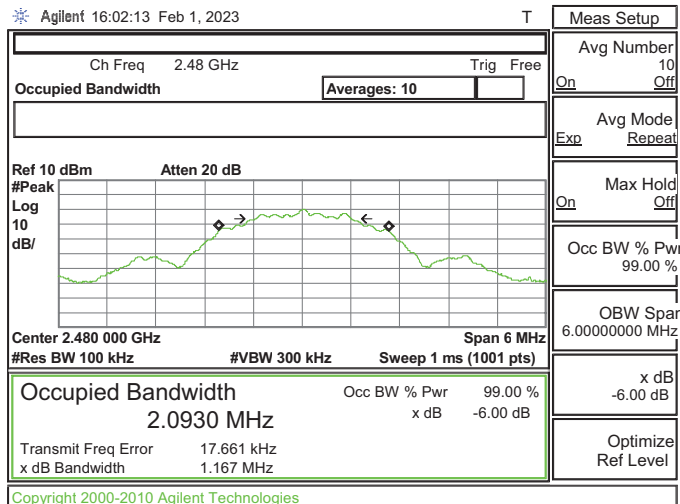 Agilent 16:02:13 Feb 1, 2023 T
Meas Setup
Ch Freq 2.48 GHz Trig Free
Occupied Bandwidth Averages: 10
Ref 10 dBm Atten 20 dB
#Peak
Log
10
dB/
Center 2.480 000 GHz Span 6 MHz
#Res BW 100 kHz #VBW 300 kHz Sweep 1 ms (1001 pts)
Occupied Bandwidth Occ BW % Pwr 99.00 %
2.0930 MHz x dB -6.00 dB
Transmit Freq Error 17.661 kHz
x dB Bandwidth 1.167 MHz
Copyright 2000-2010 Agilent Technologies
Avg Number
10
On Off
Avg Mode
Exp Repeat
Max Hold
On Off
Occ BW % Pwr
99.00 %
OBW Span
6.00000000 MHz
x dB
-6.00 dB
Optimize
Ref Level